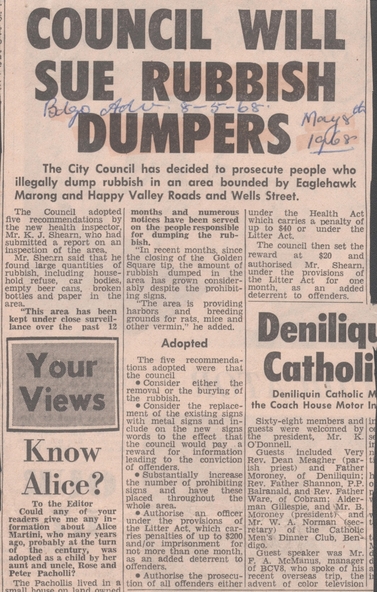 COUNCIL WILL
SUE RUBBISH
DUMPERS
Bdgo Adv. 8-5-68.
May 8th
1968
The City Council has decided to prosecute people who
illegally dump rubbish in an area bounded by Eaglehawk
Marong and Happy Valley Roads and Wells Street.
The Council adopted
five recommendations by
the new health inspector,
Mr. K. J. Shearn, who had
submitted a report on an
inspection of the area.
Mr. Shearn said that he
found large quantities of
rubbish, including house-
hold refuse, car bodies,
empty beer cans, broken
bottles and paper in the
area.
"This area has been
kept under close surveil-
lance over the past 12
months and numerous
notices have been served
on the people responsible
for dumping the rub-
bish.
"In recent months, since
the closing of the Golden
Square tip, the amount of
rubbish dumped in the
area has grown consider-
ably despite the prohibit-
ing signs.
"The area is providing
harbors and breeding
grounds for rats, mice and
other vermin," he added.
Adopted
The five recommenda-
tions adopted were that
the council:
● Consider either the
removal or the burying of
the rubbish.
● Consider the replace-
ment of the existing signs
with metal signs and in-
clude on the new signs
words to the effect that
the council would pay a
reward for information
leading to the conviction
of offenders.
● Substantially increase
the number of prohibiting
signs and have these
placed throughout the
whole area.
● Authorise an officer
under the provisions of
the Litter Act, which car-
ries penalties of up to $200
and/or imprisonment for
not more than one month,
as an added deterrent to
offenders.
● Authorise the prosecu-
tion of all offenders either
under the Health Act
which carries a penalty of
up to $40 or under the
Litter Act.
The council then set the
reward at $20 and
authorised Mr. Shearn,
under the provisions of
the Litter Act for one
month, as an added
deterrent to offenders.
Your
Views
Know
Alice?
To the Editor
Could any of your
readers give me any in-
formation about Alice
Martini, who many years
ago, probably at the turn
of the century, was
adopted as a child by her
aunt and uncle, Rose and
Peter Pacholli?
The Pachollis lived in a
small house on land owned
Deniliqu
Catholi
Deniliquin Catholic M
the Coach House Motor In
Sixty-eight members and
guests were welcomed by
the president, Mr. K.
O'Donnell.
Guests included Very
Rev. Dean Meagher (par-
ish priest) and Father
Moroney, of Deniliquin;
Rev. Father Shannon, P.P.
Balranald, and Rev. Father
Ware, of Cobram; Alder-
man Gillespie, and Mr. B.
Moroney (president) and
Mr. W. A. Norman (sec-
retary) of the Catholic
Men's Dinner Club, Ben-
digo.
Guest speaker was Mr.
F. A. McManus, manager
of BCV8, who spoke of his
recent overseas trip, the
advent of color television